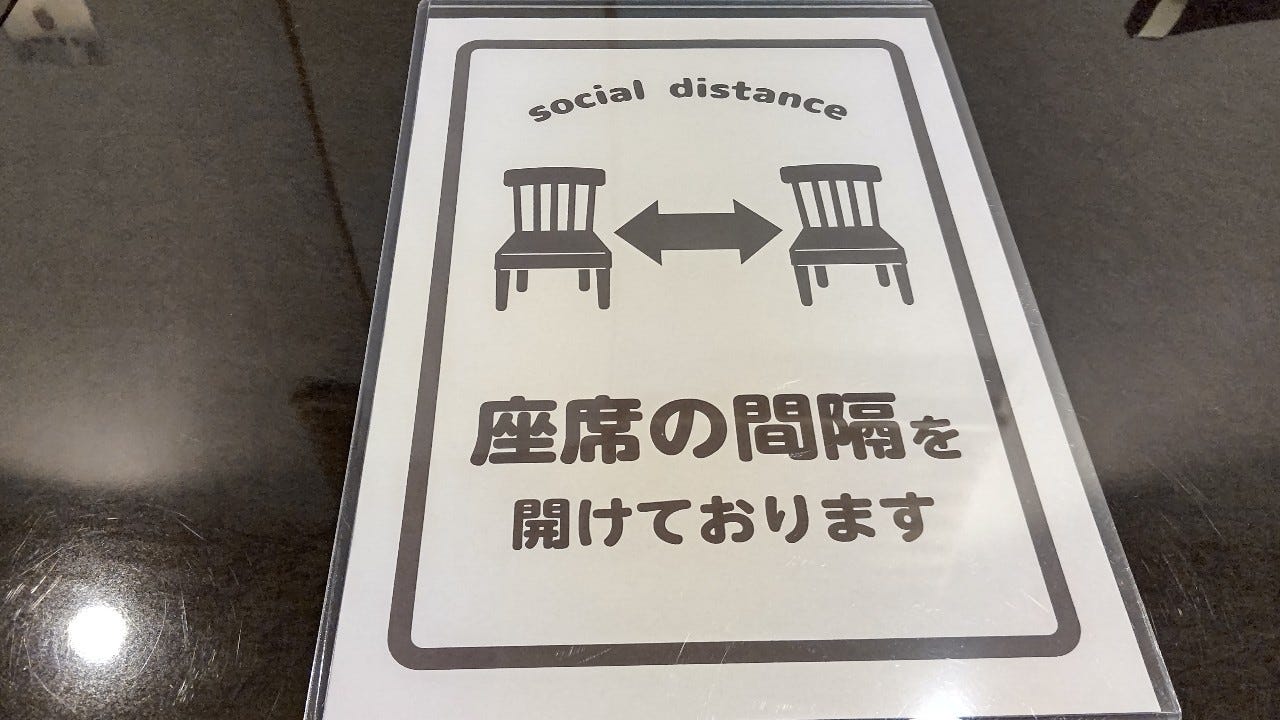 social distance
座席の間隔を
開けております